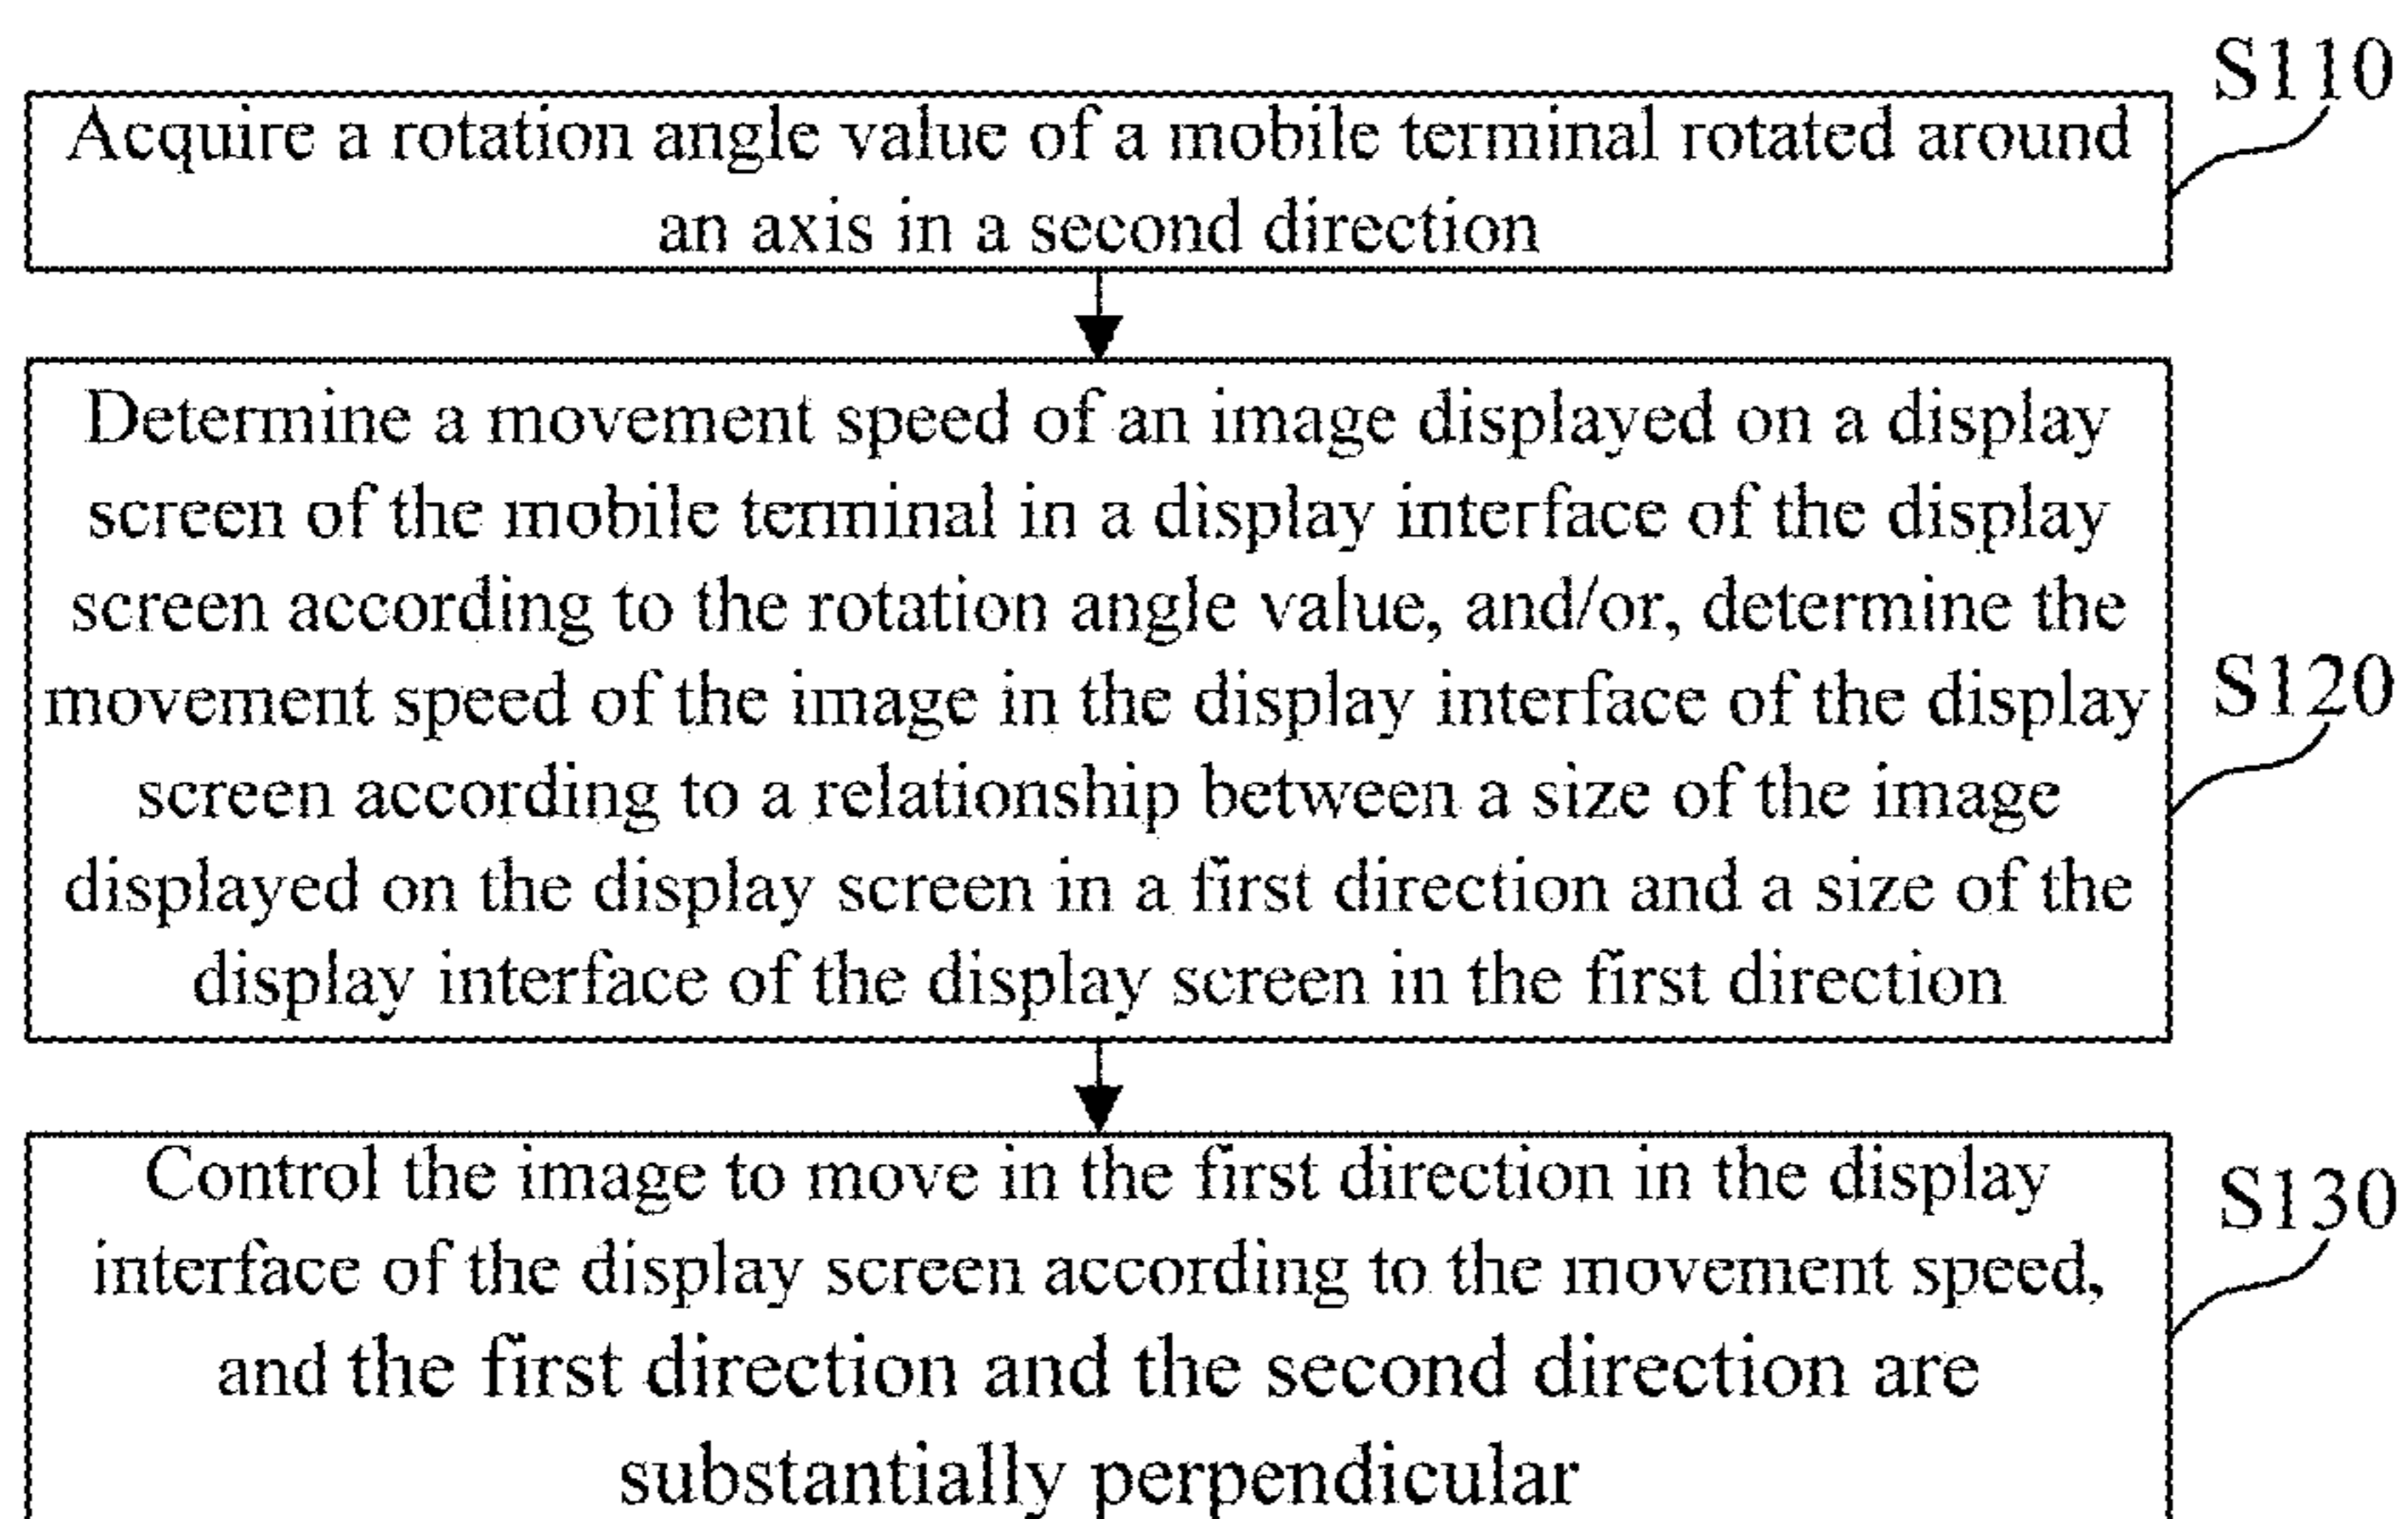 S110
Acquire a rotation angle value of a mobile terminal rotated around
an axis in a second direction
Determine a movement speed of an image displayed on a display
screen of the mobile terminal in a display interface of the display
screen according to the rotation angle value, and/or, determine the
movement speed of the image in the display interface of the display
S120
screen according to a relationship between a size of the image
displayed on the display screen in a first direction and a size of the
display interface of the display screen in the first direction
Control the image to move in the first direction in the display
S130
interface of the display screen according to the movement speed,
and the first direction and the second direction are
substantially perpendicular